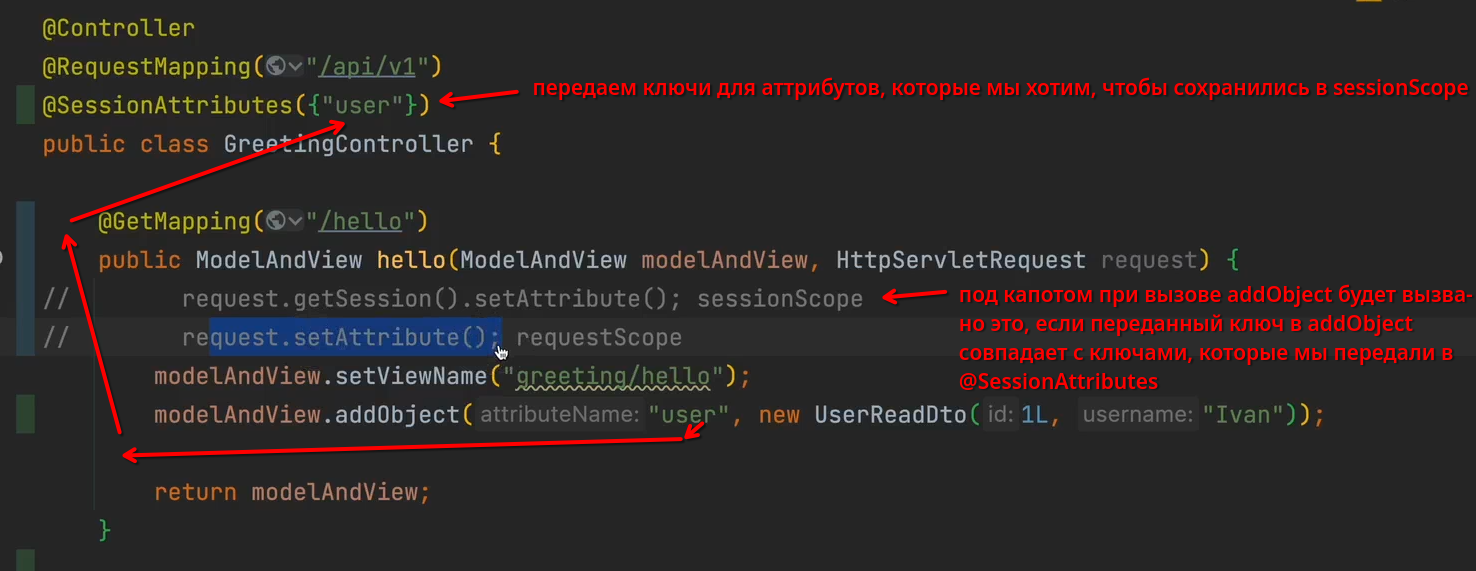 @Controller
@RequestMapping("/api/v1")
@SessionAttributes({"user"})
передаем ключи для аттрибутов, которые мы хотим, чтобы сохранились в sessionScope
public class GreetingController {
@GetMapping("/hello")
public ModelAndView hello(ModelAndView modelAndView, HttpServletRequest request) {
// request.getSession().setAttribute(); sessionScope
// request.setAttribute(); requestScope
под капотом при вызове addObject будет вызва-
но это, если переданный ключ в addObject
совпадает с ключами, которые мы передали в
@SessionAttributes
modelAndView.setViewName("greeting/hello");
modelAndView.addObject( attributeName: "user", new UserReadDto( id: 1L, username: "Ivan"));
return modelAndView;
}